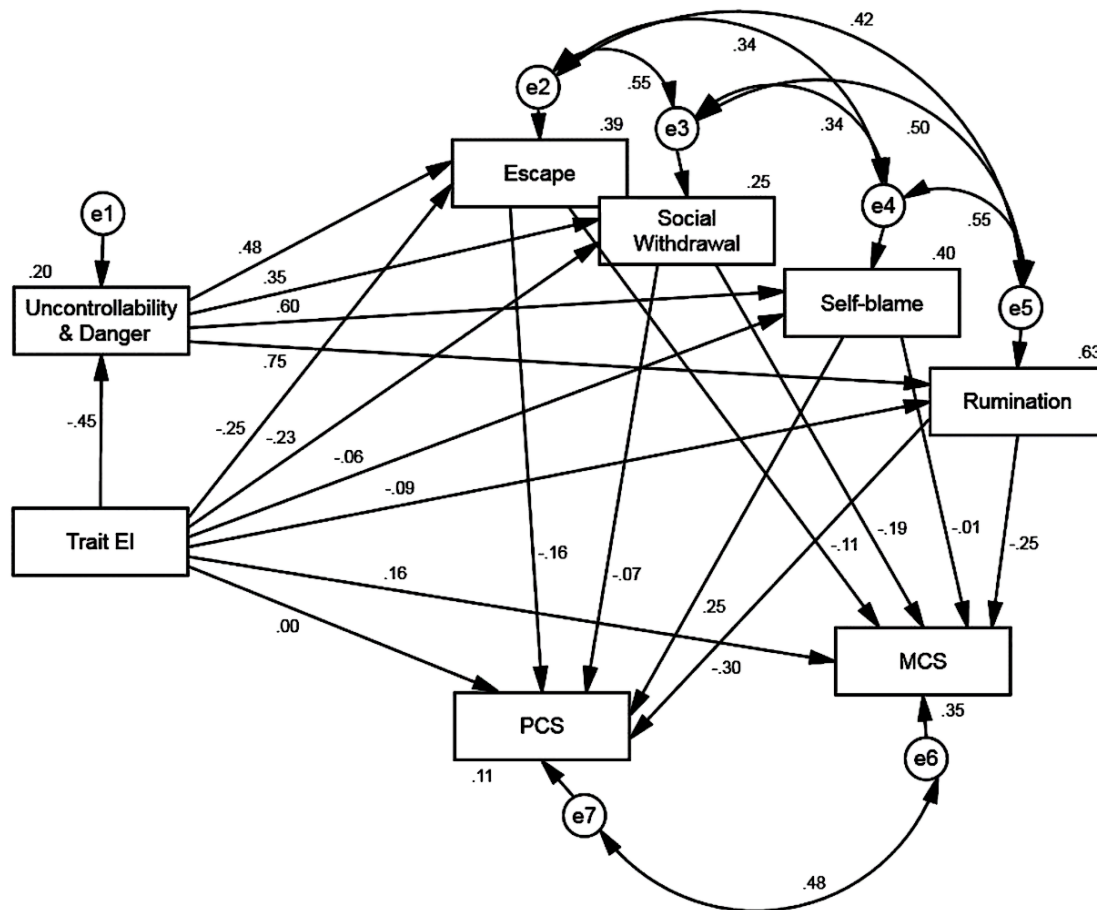 .42
.34
e2
.55
e3
.39
.34
.50
Escape
.25
e4
e1
Social
Withdrawal
.55
.48
.40
.20
.35
Uncontrollability
& Danger
.60
Self-blame
e5
.75
.63
-.45
Rumination
-.25
-.23
-.06
-.09
Trait EI
-.16
-.11
-.19
-.01
-.25
.16
-.07
.25
.00
-.30
MCS
PCS
.35
.11
e6
e7
.48